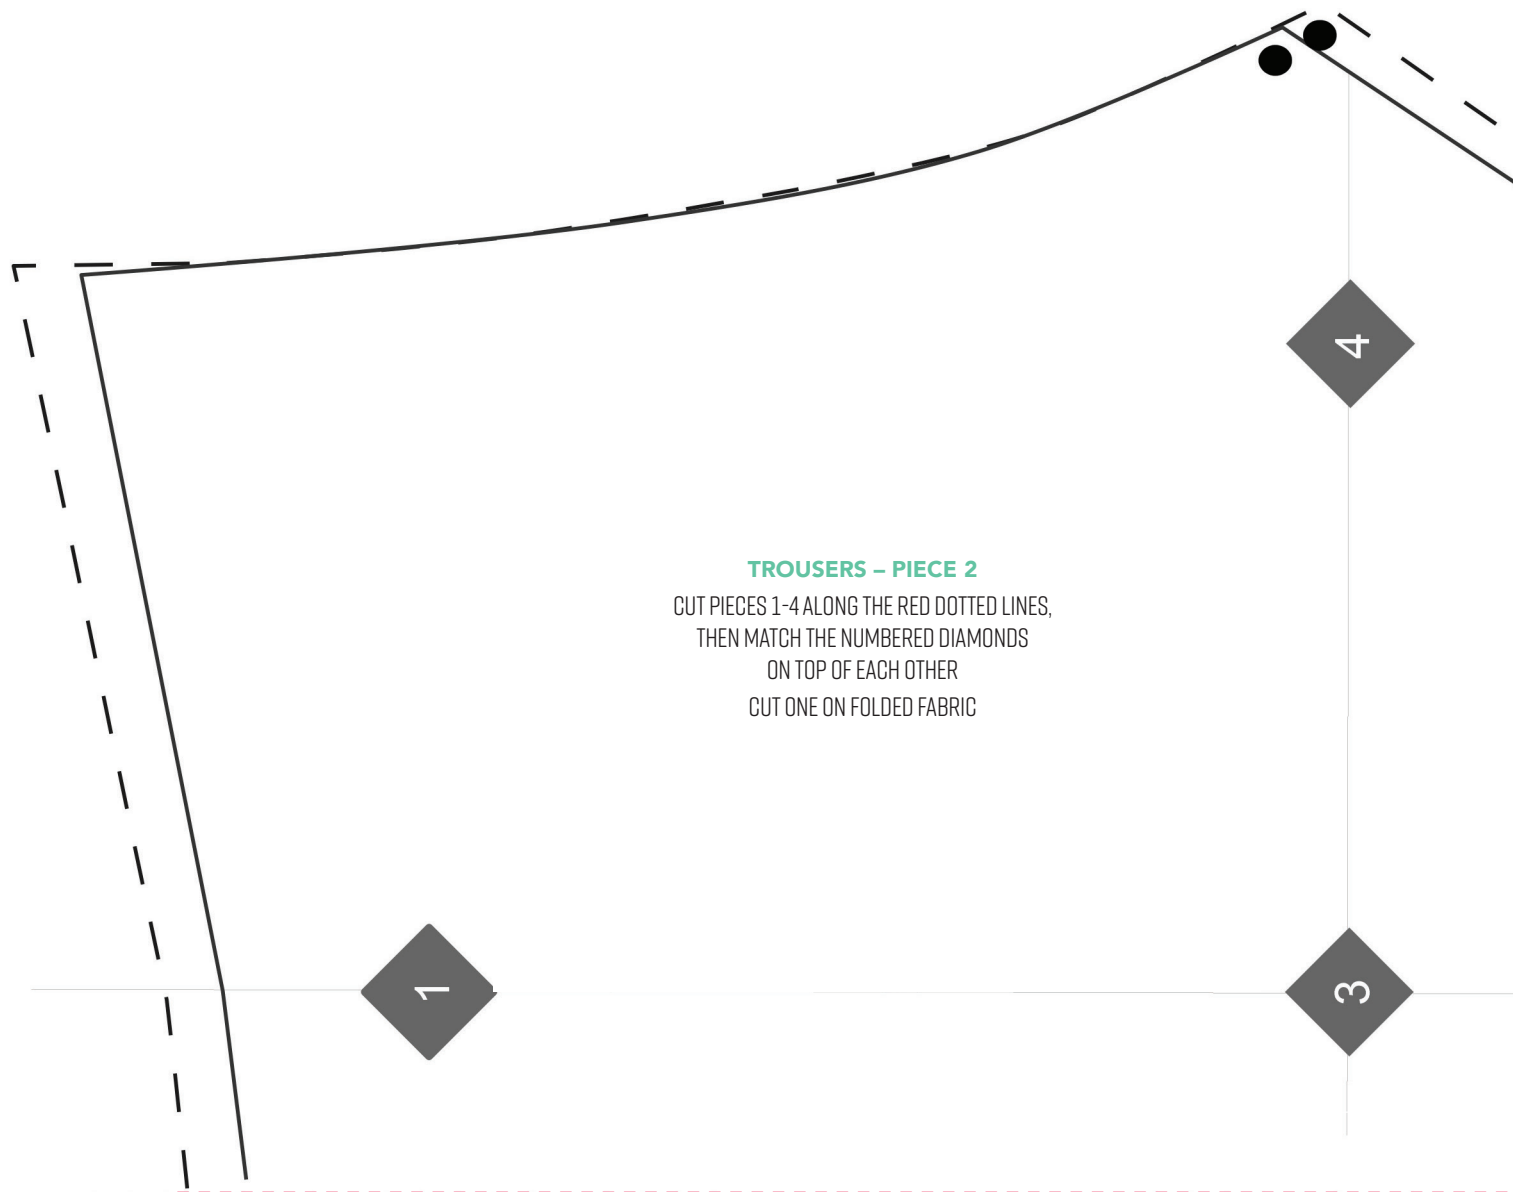 4
TROUSERS – PIECE 2
CUT PIECES 1-4 ALONG THE RED DOTTED LINES,
THEN MATCH THE NUMBERED DIAMONDS
ON TOP OF EACH OTHER
CUT ONE ON FOLDED FABRIC
1
3